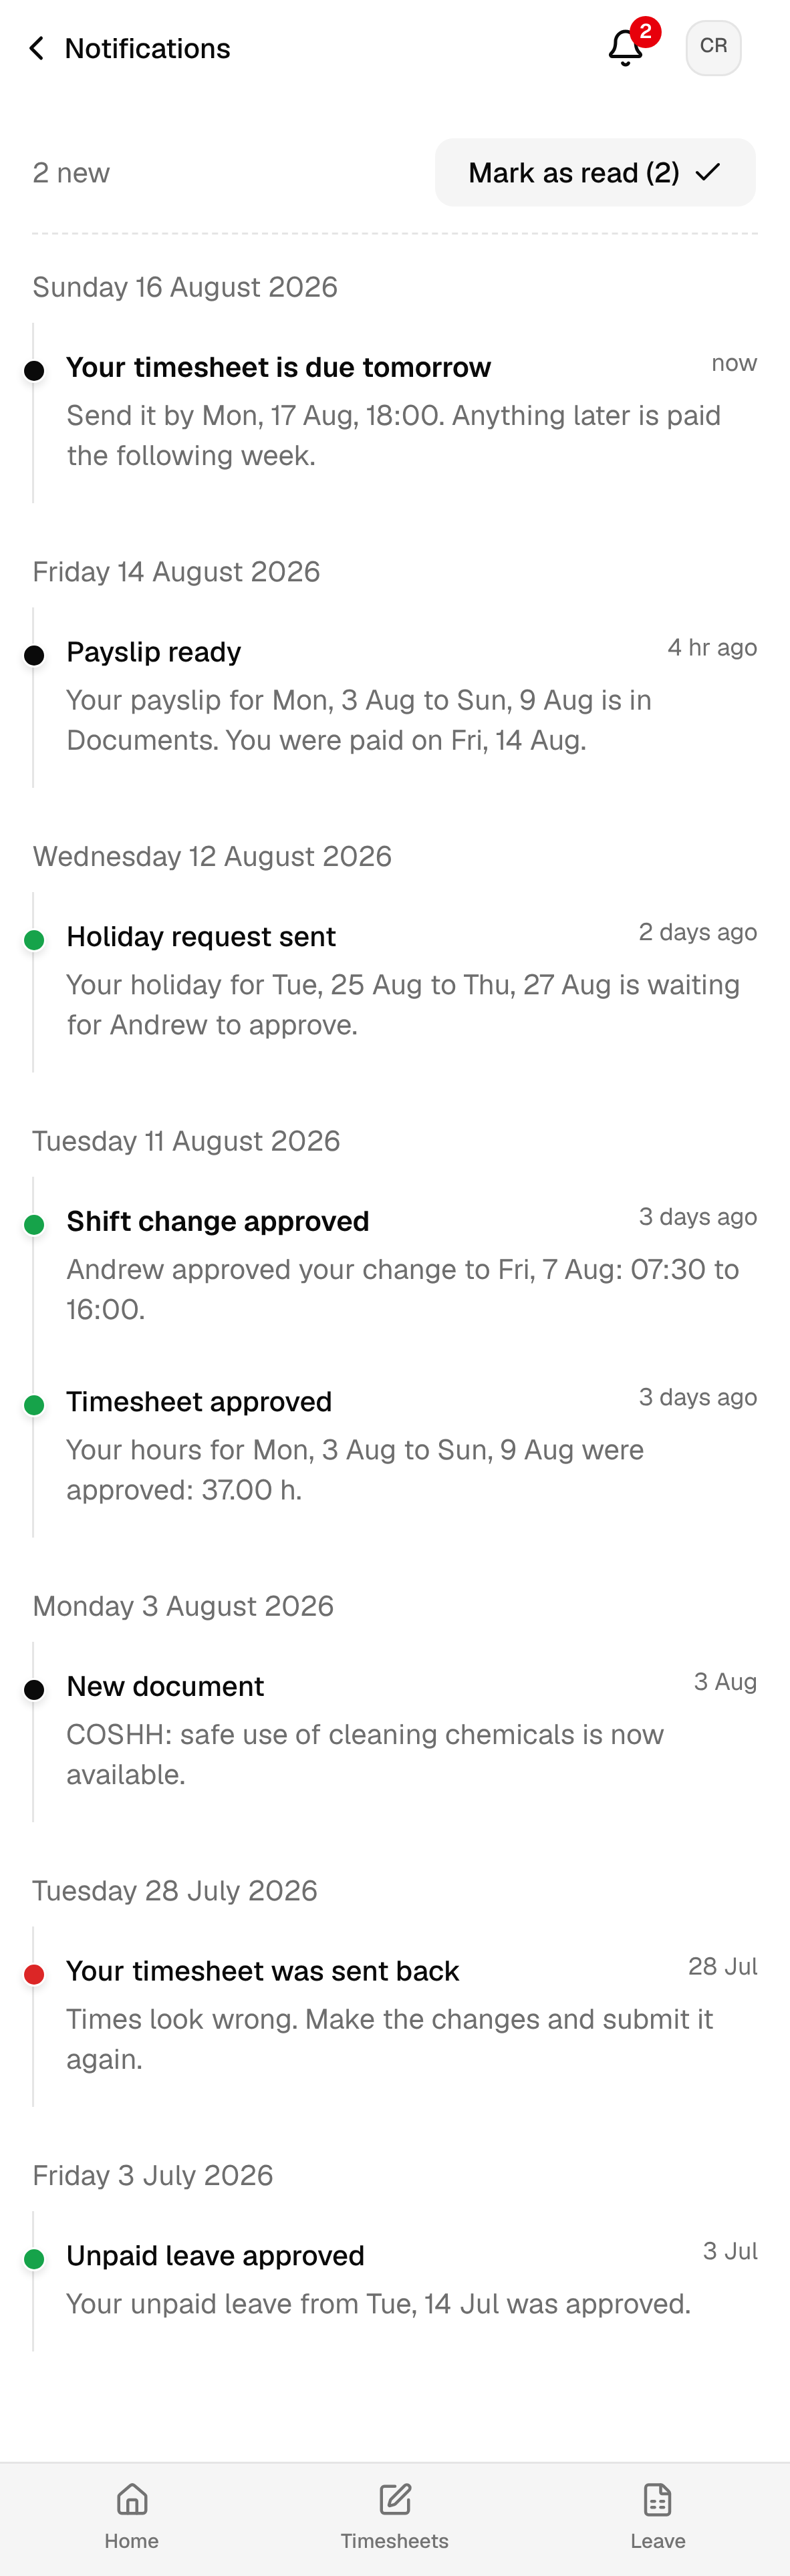 Notifications
2
CR
2 new
Mark as read (2)
Sunday 16 August 2026
Your timesheet is due tomorrow
now
Send it by Mon, 17 Aug, 18:00. Anything later is paid
the following week.
Friday 14 August 2026
Payslip ready
4 hr ago
Your payslip for Mon, 3 Aug to Sun, 9 Aug is in
Documents. You were paid on Fri, 14 Aug.
Wednesday 12 August 2026
Holiday request sent
2 days ago
Your holiday for Tue, 25 Aug to Thu, 27 Aug is waiting
for Andrew to approve.
Tuesday 11 August 2026
Shift change approved
3 days ago
Andrew approved your change to Fri, 7 Aug: 07:30 to
16:00.
Timesheet approved
3 days ago
Your hours for Mon, 3 Aug to Sun, 9 Aug were
approved: 37.00 h.
Monday 3 August 2026
New document
3 Aug
COSHH: safe use of cleaning chemicals is now
available.
Tuesday 28 July 2026
Your timesheet was sent back
28 Jul
Times look wrong. Make the changes and submit it
again.
Friday 3 July 2026
Unpaid leave approved
3 Jul
Your unpaid leave from Tue, 14 Jul was approved.
Home
Timesheets
Leave